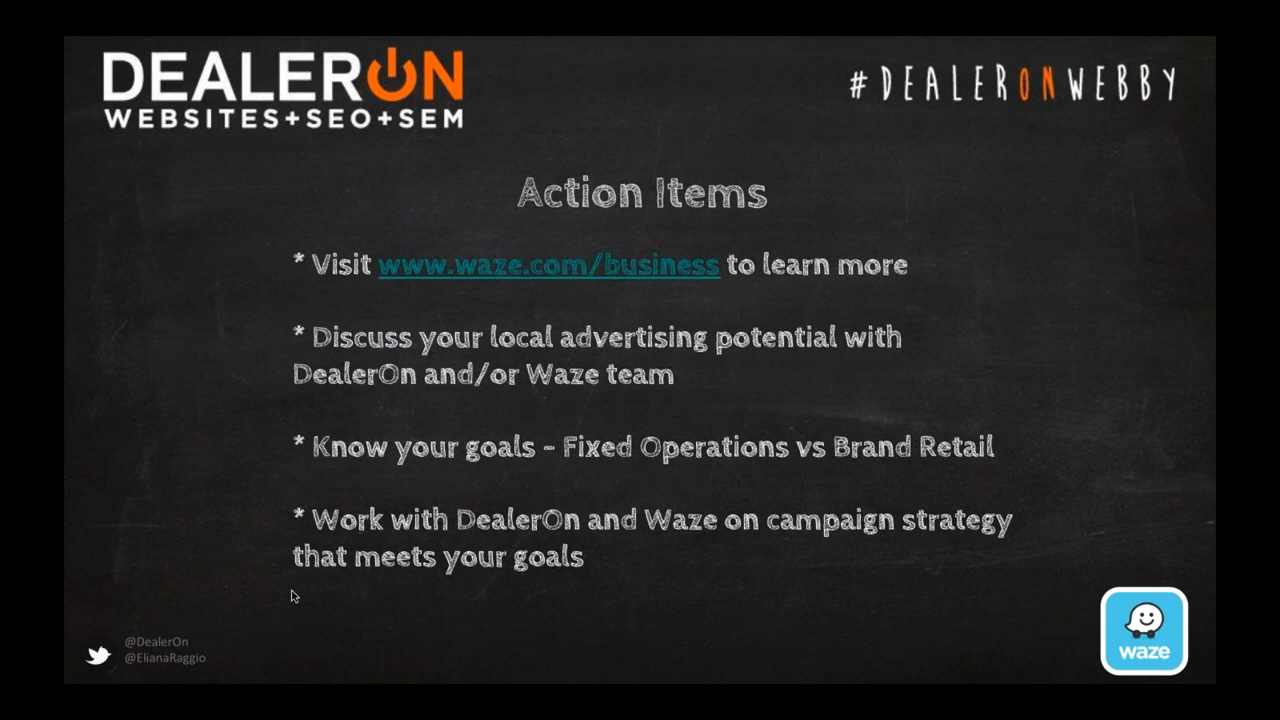 DEALERON
WEBSITES+SEO+SEM
#DEALERONWEBBY
Action Items
* Visit www.waze.com/business to learn more
* Discuss your local advertising potential with
DealerOn and/or Waze team
* Know your goals - Fixed Operations vs Brand Retail
* Work with DealerOn and Waze on campaign strategy
that meets your goals
@DealerOn
@ElianaRaggio
waze